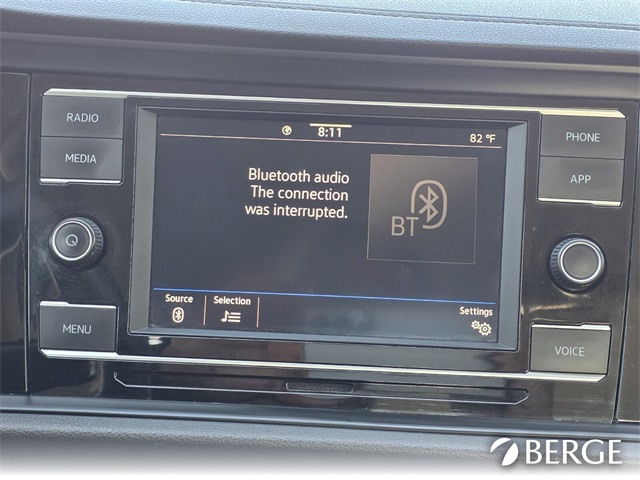 RADIO
MEDIA
MENU
8:11
82 °F
Bluetooth audio
The connection
was interrupted.
BT
Source
Selection
Settings
PHONE
APP
VOICE
BERGE